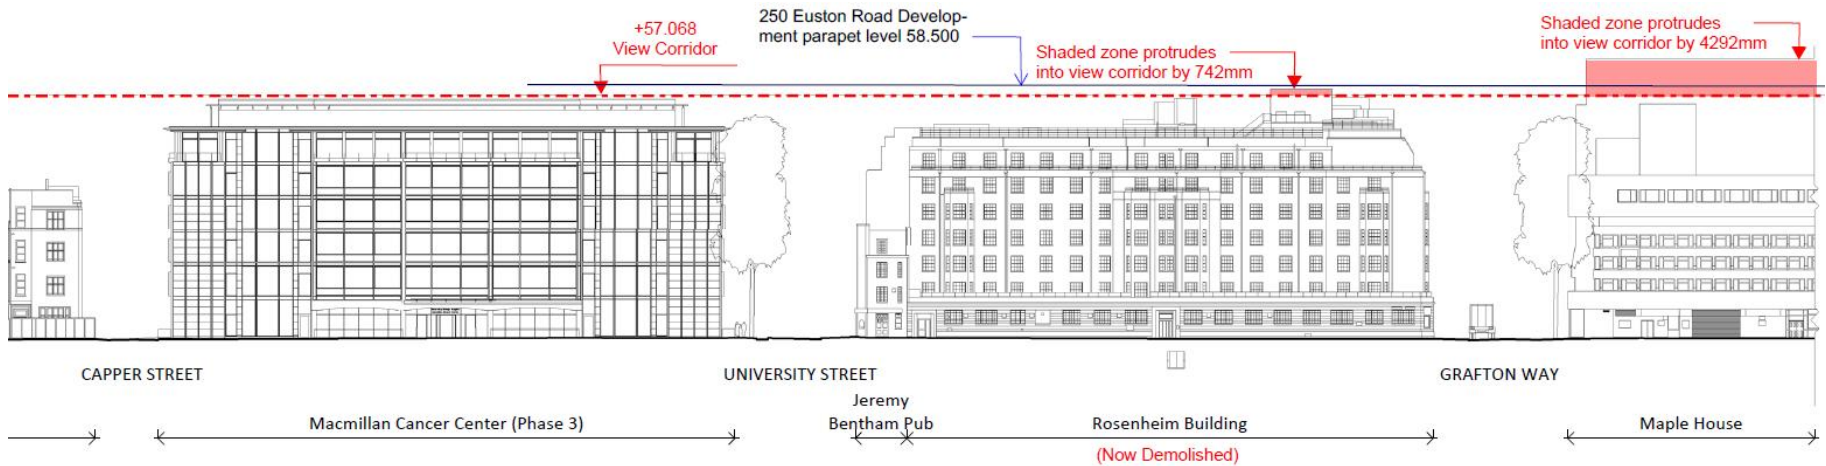 +57.068
View Corridor
250 Euston Road Develop-
ment parapet level 58.500
Shaded zone protrudes
into view corridor by 742mm
Shaded zone protrudes
into view corridor by 4292mm
CAPPER STREET
UNIVERSITY STREET
GRAFTON WAY
Macmillan Cancer Center (Phase 3)
Jeremy
Bentham Pub
Rosenheim Building
(Now Demolished)
Maple House